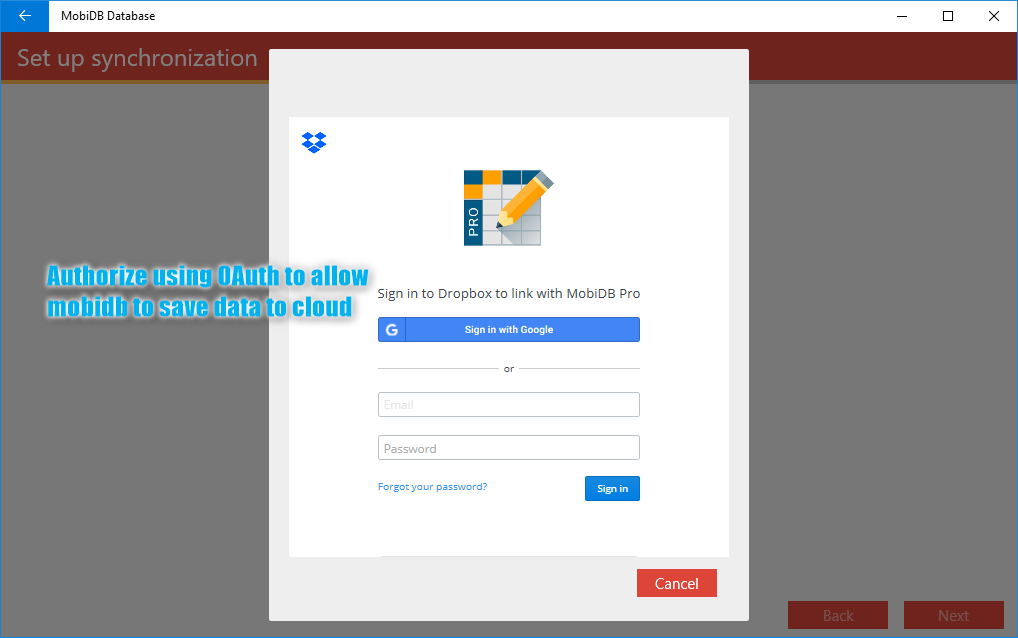 MobiDB Database
Set up synchronization
PRO
Authorize using OAuth to allow
mobidb to save data to cloud
Sign in to Dropbox to link with MobiDB Pro
G
Sign in with Google
or
Email
Password
Forgot your password?
Sign in
Cancel
Back
Next